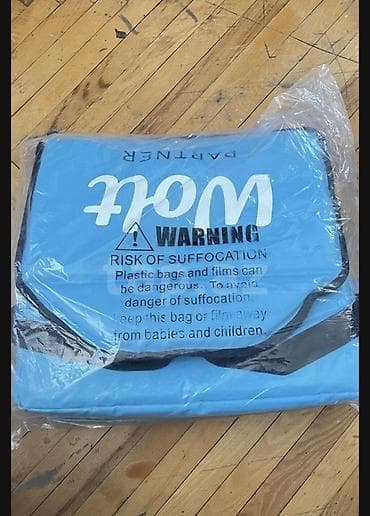 PARTNER
Wolt
WARNING
RISK OF SUFFOCATION
Plastic bags and films can
be dangerous. To avoid
danger of suffocation,
keep this bag or film away
from babies and children.